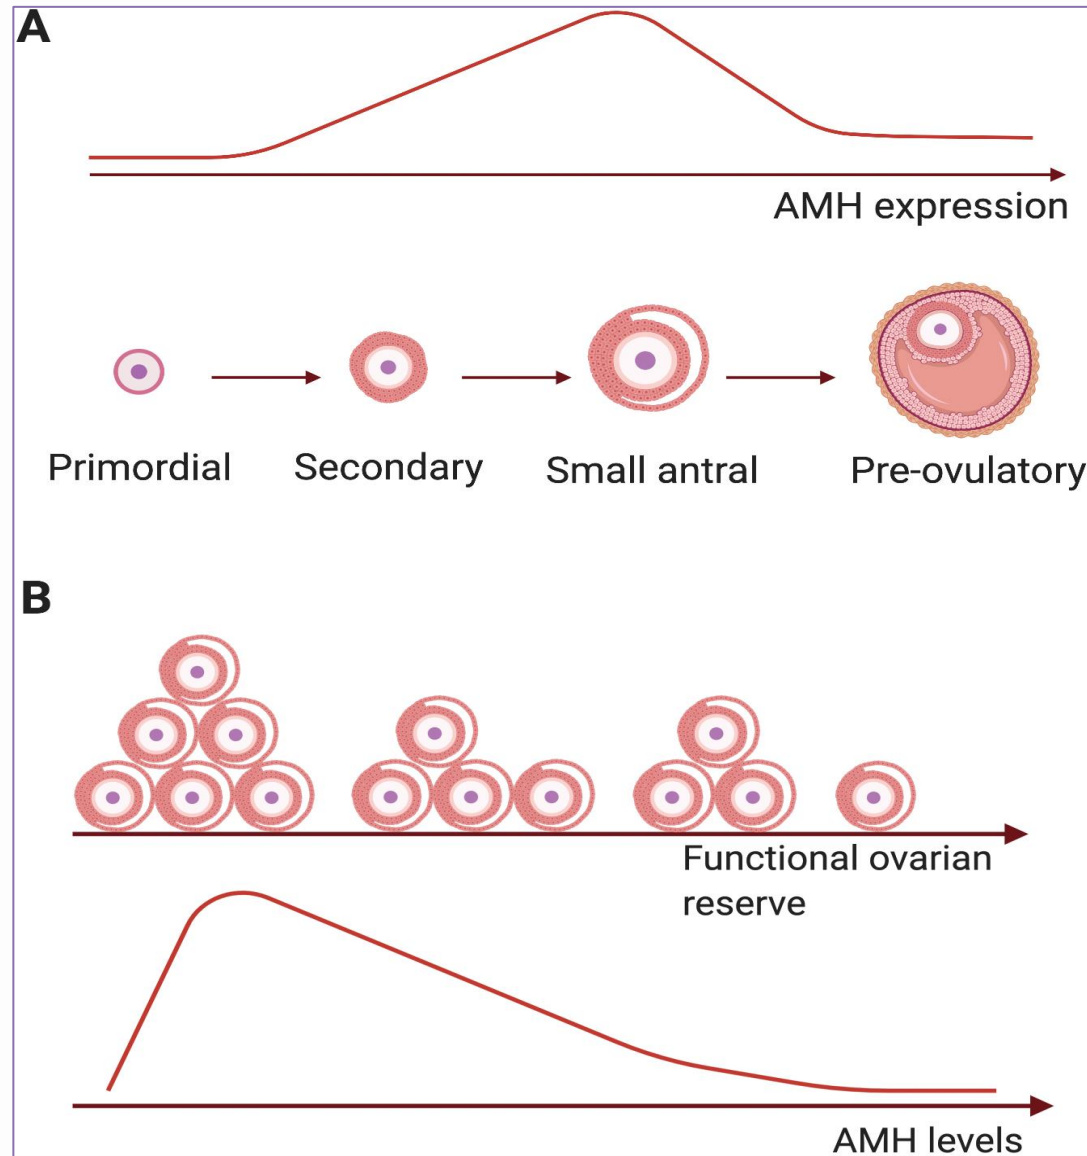 A
AMH expression
Primordial
Secondary
Small antral
Pre-ovulatory
B
Functional ovarian
reserve
AMH levels